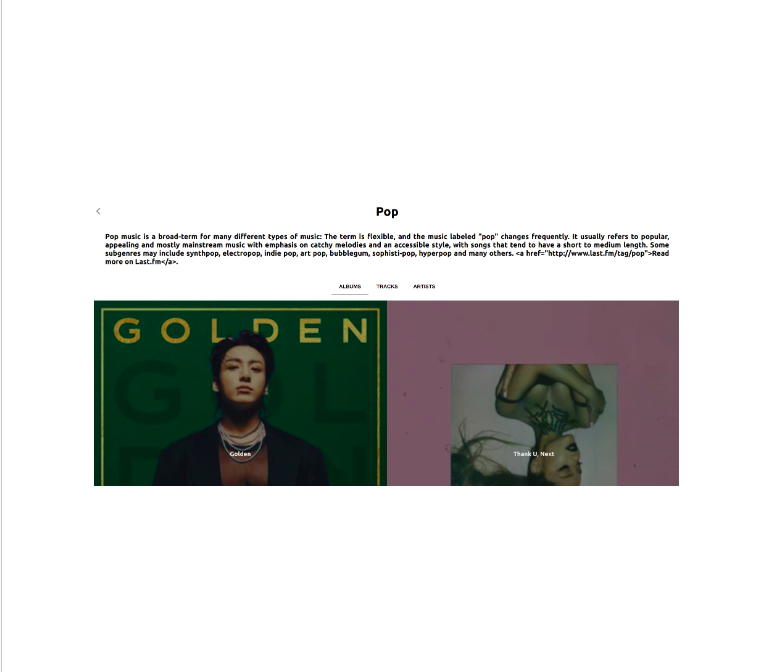 Pop
Pop music is a broad-term for many different types of music: The term is flexible, and the music labeled "pop" changes frequently. It usually refers to popular,
appealing and mostly mainstream music with emphasis on catchy melodies and an accessible style, with songs that tend to have a short to medium length. Some
subgenres may include synthpop, electropop, indie pop, art pop, bubblegum, sophisti-pop, hyperpop and many others. <a href="http://www.last.fm/tag/pop">Read
more on Last.fm</a>.
ALBUMS TRACKS ARTISTS
GOLDEN
Golden
Thank U, Next